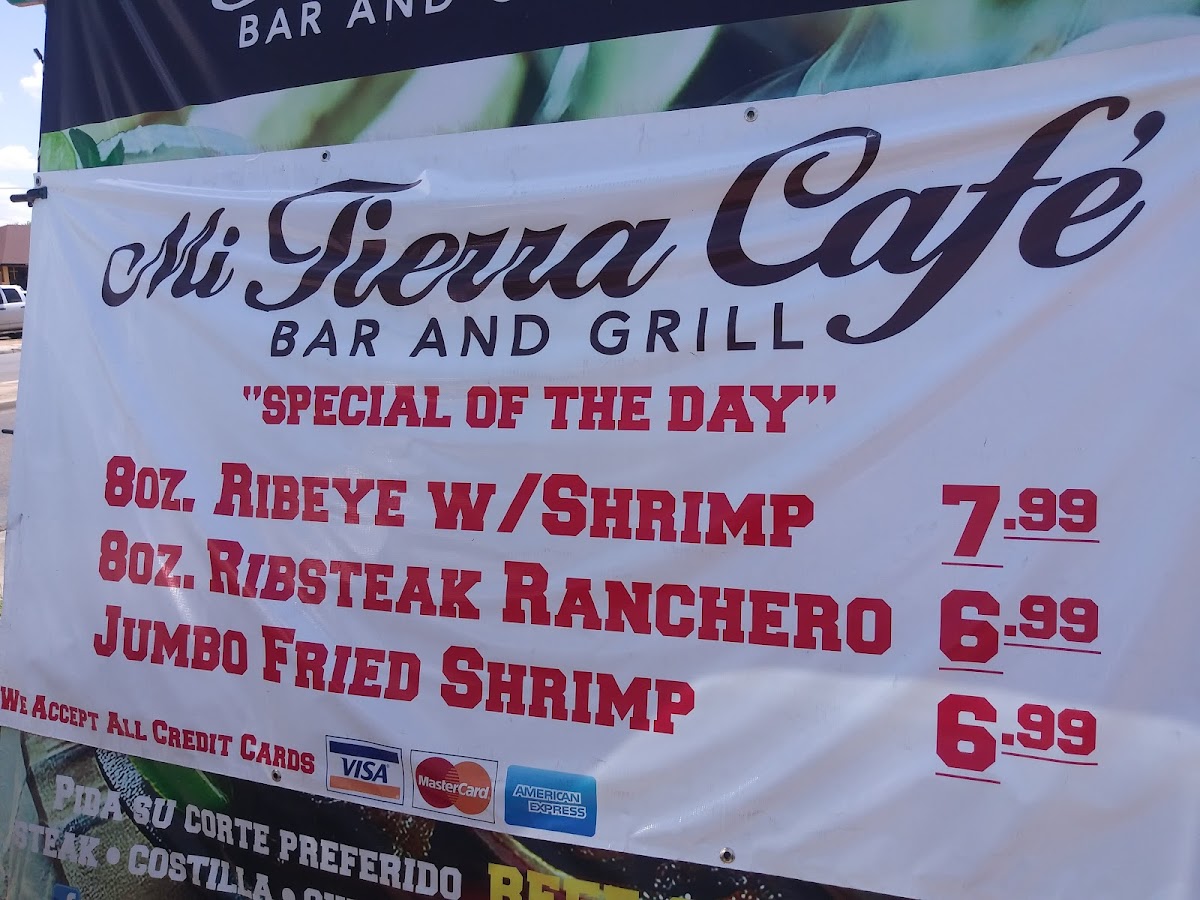 BAR AND
Mi Tierra Café
BAR AND GRILL
"SPECIAL OF THE DAY"
8OZ. RIBEYE W/SHRIMP 7.99
8OZ. RIBSTEAK RANCHERO 6.99
JUMBO FRIED SHRIMP 6.99
WE ACCEPT ALL CREDIT CARDS VISA MasterCard AMERICAN EXPRESS
PIDA SU CORTE PREFERIDO
STEAK • COSTILLA •